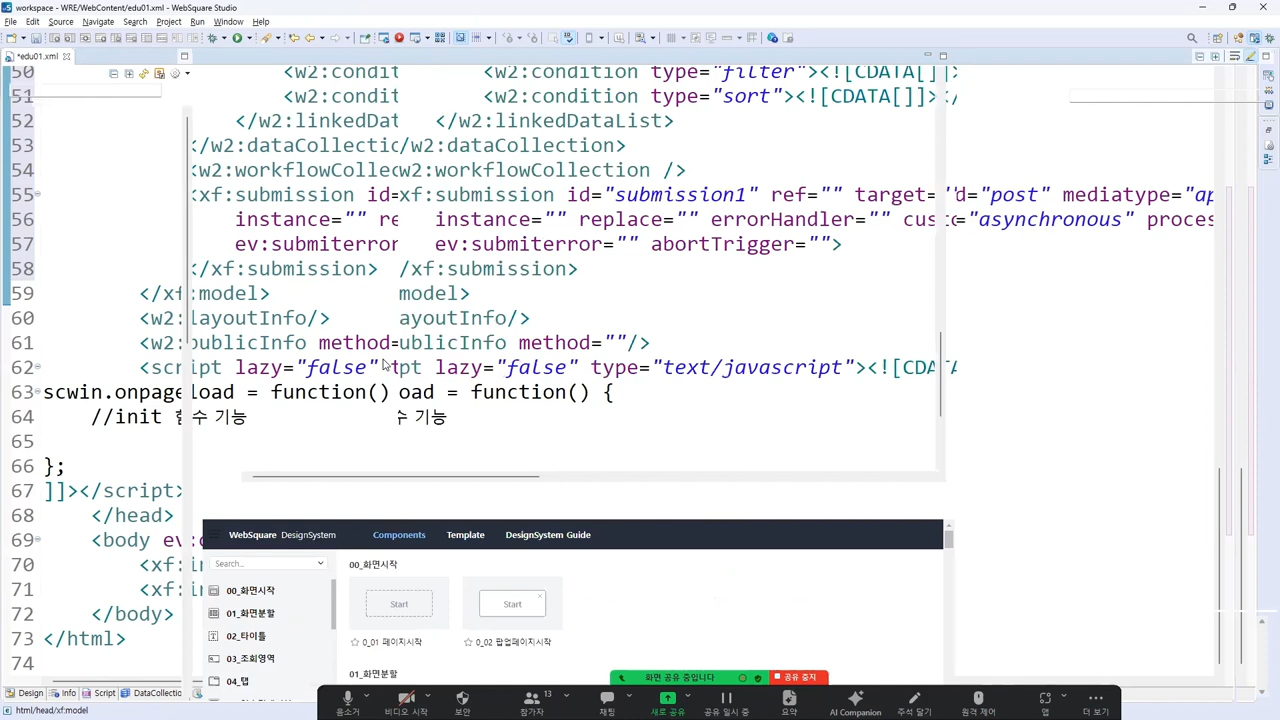 workspace - WRE/WebContent/edu01.xml - WebSquare Studio
File Edit Source Navigate Search Project Run Window Help
*edu01.xml
50 <w2:condit <w2:condition type="filter"><![CDATA[]]
51 <w2:condit <w2:condition type="sort"><![CDATA[]]></
52 </w2:linkedDat </w2:linkedDataList>
53 </w2:dataCollectio /w2:dataCollection>
54 <w2:workflowCollec w2:workflowCollection />
55 <xf:submission id= xf:submission id="submission1" ref="" target="d="post" mediatype="ap
56 instance="" re instance="" replace="" errorHandler="" custo="asynchronous" proces
57 ev:submiterror ev:submiterror="" abortTrigger="">
58 </xf:submission> /xf:submission>
59 </xf:model> model>
60 <w2:layoutInfo/> ayoutInfo/>
61 <w2:publicInfo method= ublicInfo method=""/>
62 <script lazy="false" t pt lazy="false" type="text/javascript"><![CDATA
63 scwin.onpageload = function() oad = function() {
64 //init 함수 기능 수 기능
65
66 };
67 ]]></script>
68 </head>
69 <body ev:
70 <xf:
71 <xf:
72 </body>
73 </html>
74
WebSquare DesignSystem Components Template DesignSystem Guide
Search...
00_화면시작
01_화면분할
02_타이틀
03_조회영역
04_탭
00_화면시작
Start Start
0_01 페이지시작 0_02 팝업페이지시작
01_화면분할
화면 공유 중입니다 공유 중지
Design Info Script DataCollection
음소거 비디오 시작 보안 참가자 13 채팅 새로 공유 공유 일시 중지 요약 AI Companion 주석 달기 원격 제어 앱 더 보기
html/head/xf:model